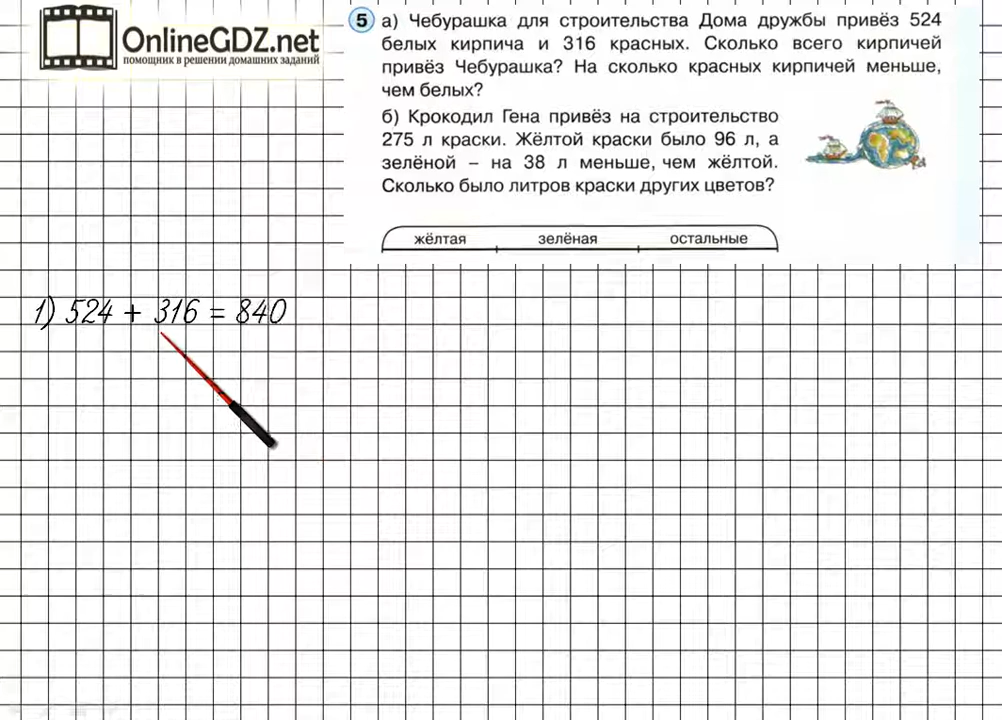 OnlineGDZ.net
помощник в решении домашних заданий
5 а) Чебурашка для строительства Дома дружбы привёз 524
белых кирпича и 316 красных. Сколько всего кирпичей
привёз Чебурашка? На сколько красных кирпичей меньше,
чем белых?
б) Крокодил Гена привёз на строительство
275 л краски. Жёлтой краски было 96 л, а
зелёной – на 38 л меньше, чем жёлтой.
Сколько было литров краски других цветов?
жёлтая зелёная остальные
1) 524 + 316 = 840